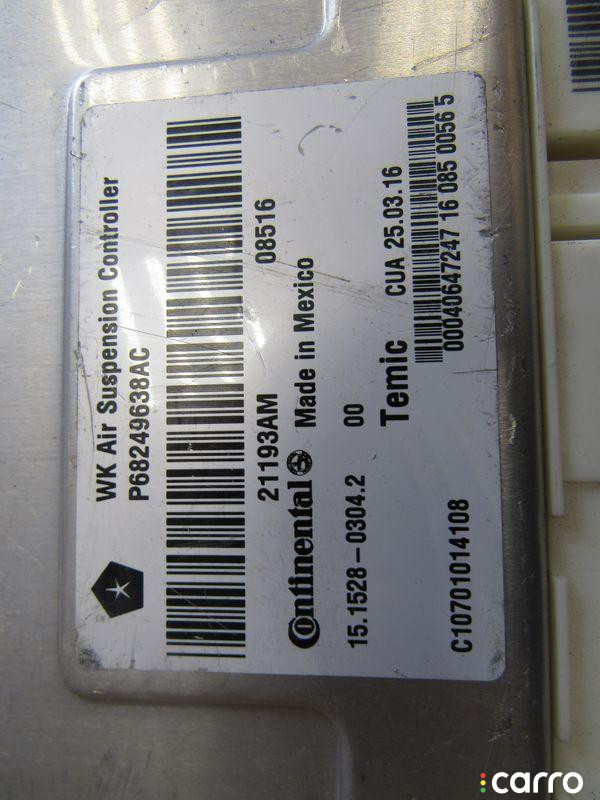 WK Air Suspension Controller
P68249638AC
21193AM 08516
Continental Made in Mexico
15.1528-0304.2 00
Temic CUA 25.03.16
00040647247 16 085 0056 5
C10701014108
carro